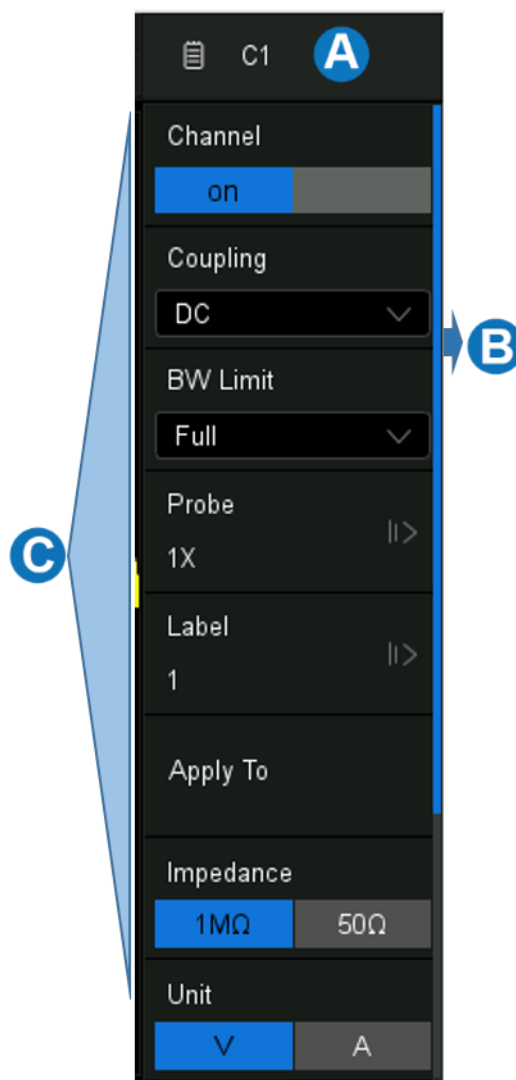 C1 A
Channel
on
Coupling
DC
B
BW Limit
Full
Probe
1X
C
Label
1
Apply To
Impedance
1MΩ 50Ω
Unit
V A